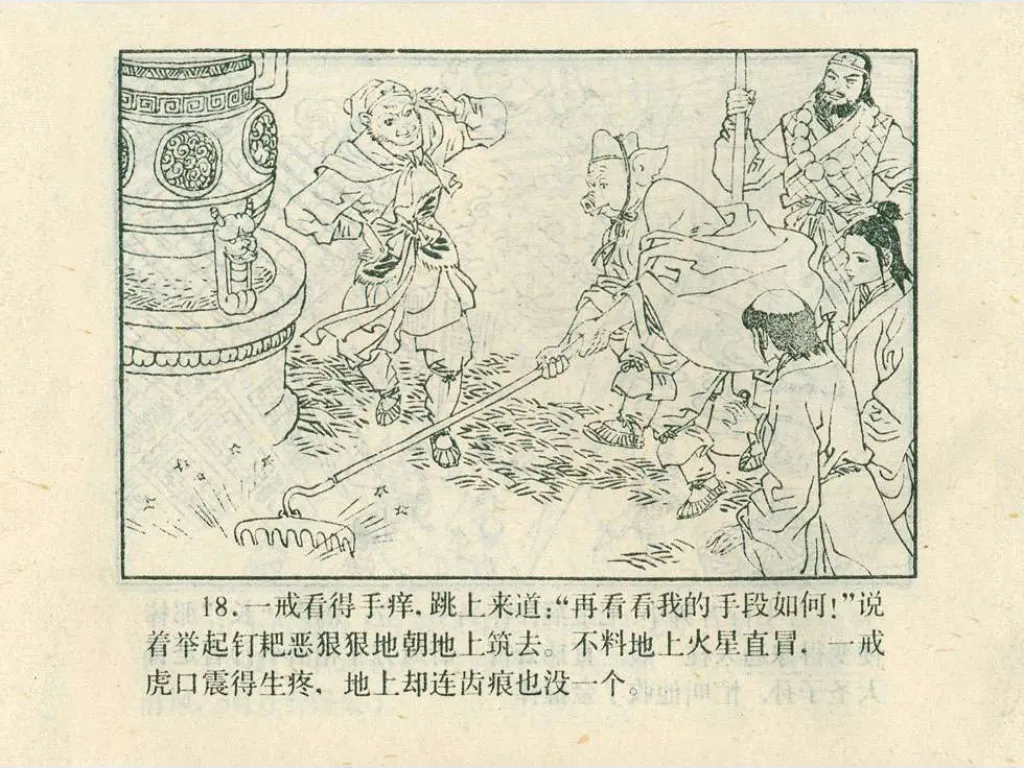 18. 一戒看得手痒,跳上来道:“再看看我的手段如何!”说
着举起钉耙恶狠狠地朝地上筑去。不料地上火星直冒,一戒
虎口震得生疼,地上却连齿痕也没一个。